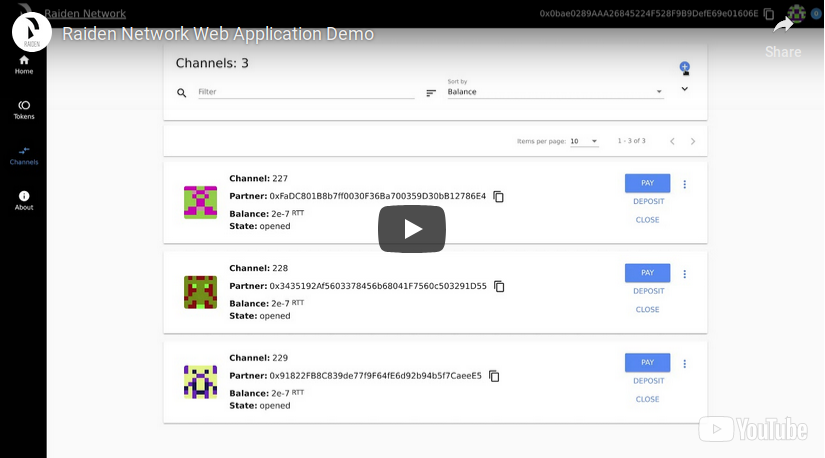 Raiden Network
0x0bae0289AAA26845224F528F9B9DefE69e01606E
RAIDEN
Raiden Network Web Application Demo
Share
Home
Tokens
Channels
About
Channels: 3
Filter
Sort by
Balance
Items per page: 10 1 - 3 of 3
Channel: 227
Partner: 0xFaDC801B8b7ff0030F36Ba700359D30bB12786E4
Balance: 2e-7 RTT
State: opened
PAY
DEPOSIT
CLOSE
Channel: 228
Partner: 0x3435192Af5603378456b68041F7560c503291D55
Balance: 2e-7 RTT
State: opened
PAY
DEPOSIT
CLOSE
Channel: 229
Partner: 0x91822FB8C839de77f9F64fE6d92b94b5f7CaeeE5
Balance: 2e-7 RTT
State: opened
PAY
DEPOSIT
CLOSE
YouTube